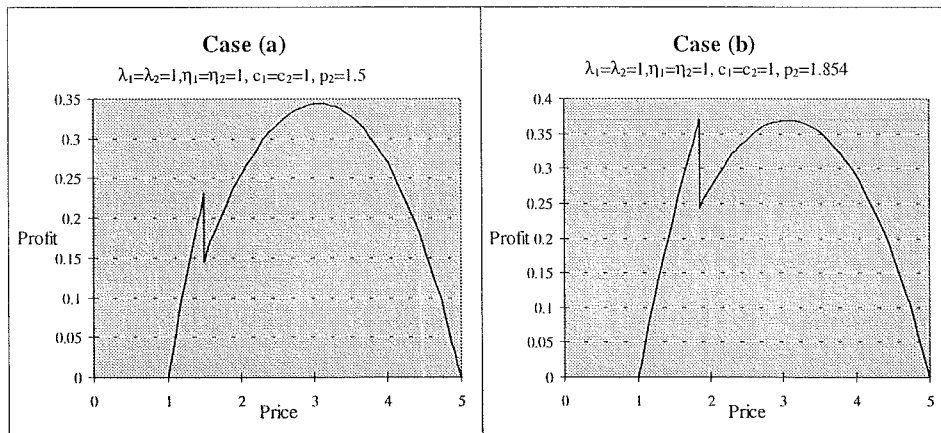 Case (a)
λ₁=λ₂=1,η₁=η₂=1, c₁=c₂=1, p₂=1.5
0.35
0.3
0.25
0.2
Profit
0.15
0.1
0.05
0
0 1 2 3 4 5
Price
Case (b)
λ₁=λ₂=1,η₁=η₂=1, c₁=c₂=1, p₂=1.854
0.4
0.35
0.3
0.25
Profit
0.2
0.15
0.1
0.05
0
0 1 2 3 4 5
Price